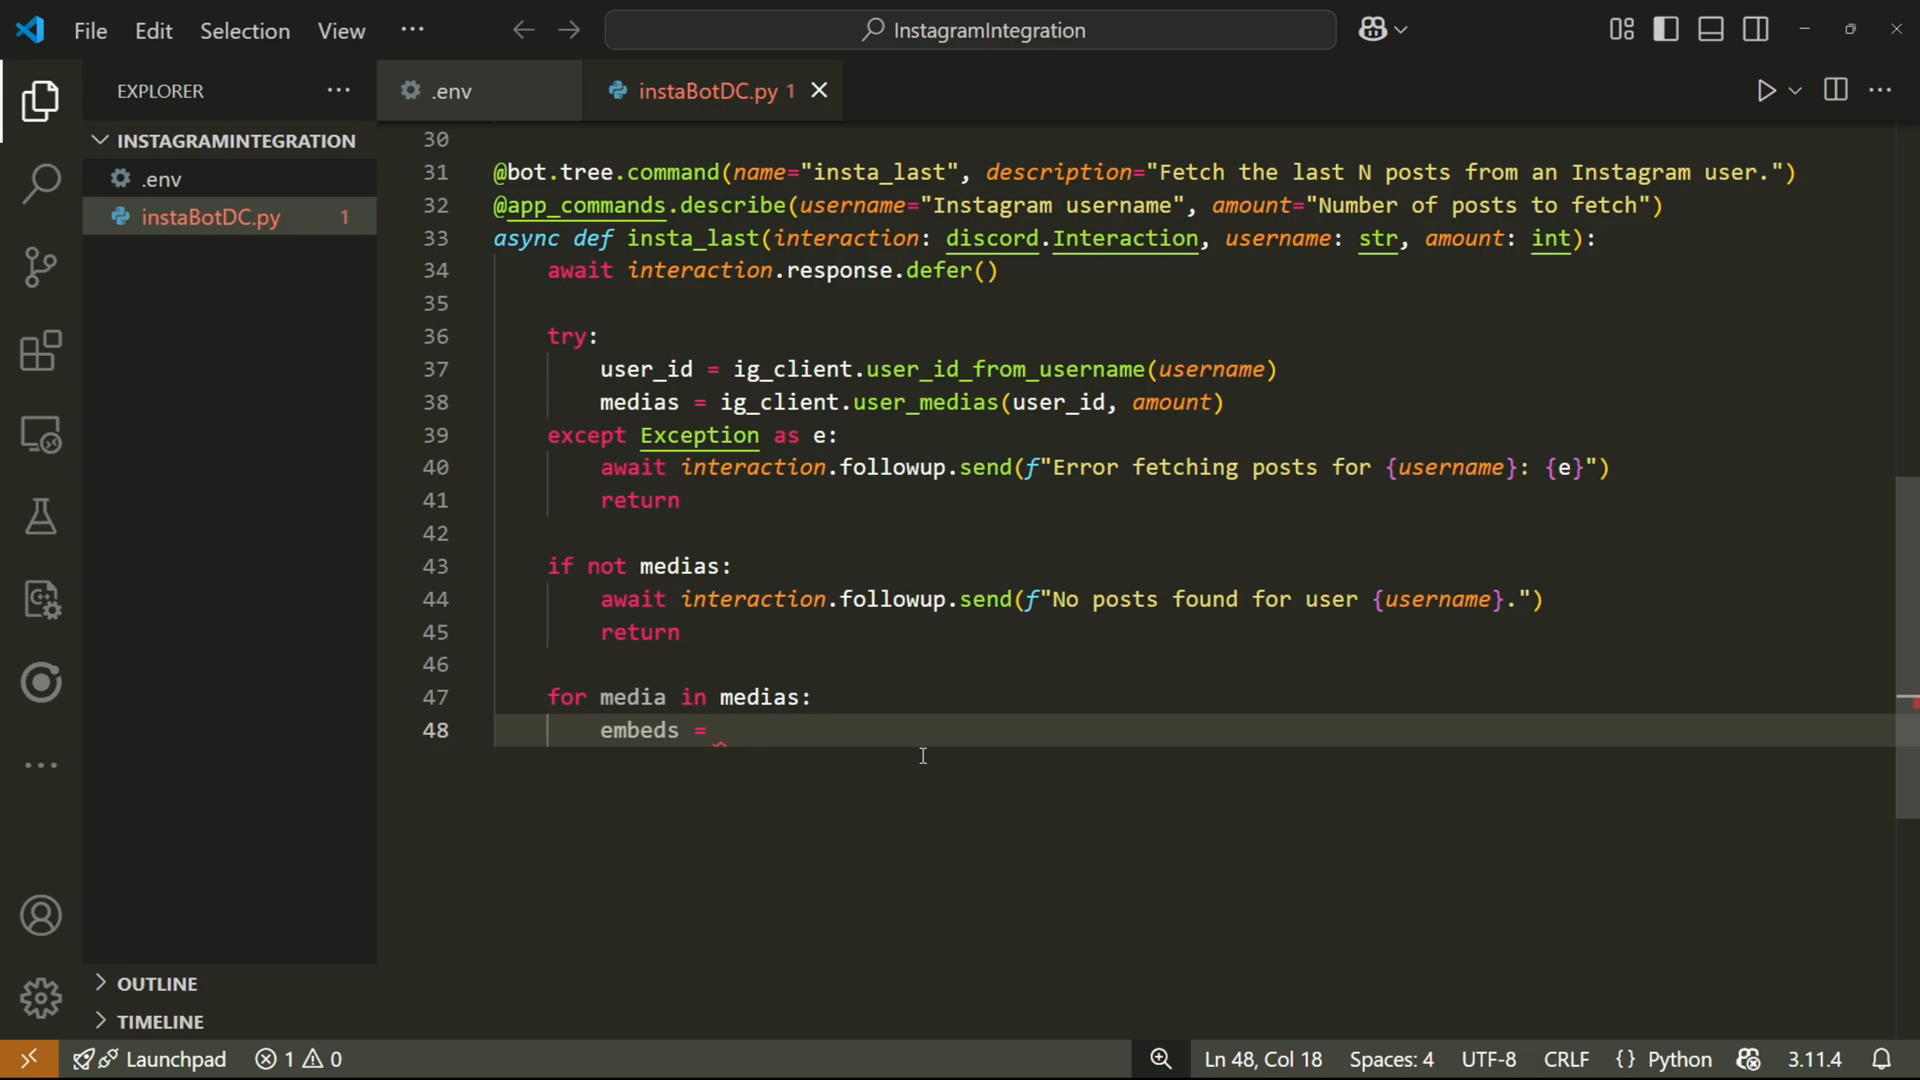 File Edit Selection View ··· InstagramIntegration
EXPLORER ··· .env instaBotDC.py 1
INSTAGRAMINTEGRATION
.env
instaBotDC.py 1
OUTLINE
TIMELINE
30
31 @bot.tree.command(name="insta_last", description="Fetch the last N posts from an Instagram user.")
32 @app_commands.describe(username="Instagram username", amount="Number of posts to fetch")
33 async def insta_last(interaction: discord.Interaction, username: str, amount: int):
34     await interaction.response.defer()
35
36     try:
37         user_id = ig_client.user_id_from_username(username)
38         medias = ig_client.user_medias(user_id, amount)
39     except Exception as e:
40         await interaction.followup.send(f"Error fetching posts for {username}: {e}")
41         return
42
43     if not medias:
44         await interaction.followup.send(f"No posts found for user {username}.")
45         return
46
47     for media in medias:
48         embeds =
Launchpad 1 0 Ln 48, Col 18 Spaces: 4 UTF-8 CRLF {} Python 3.11.4